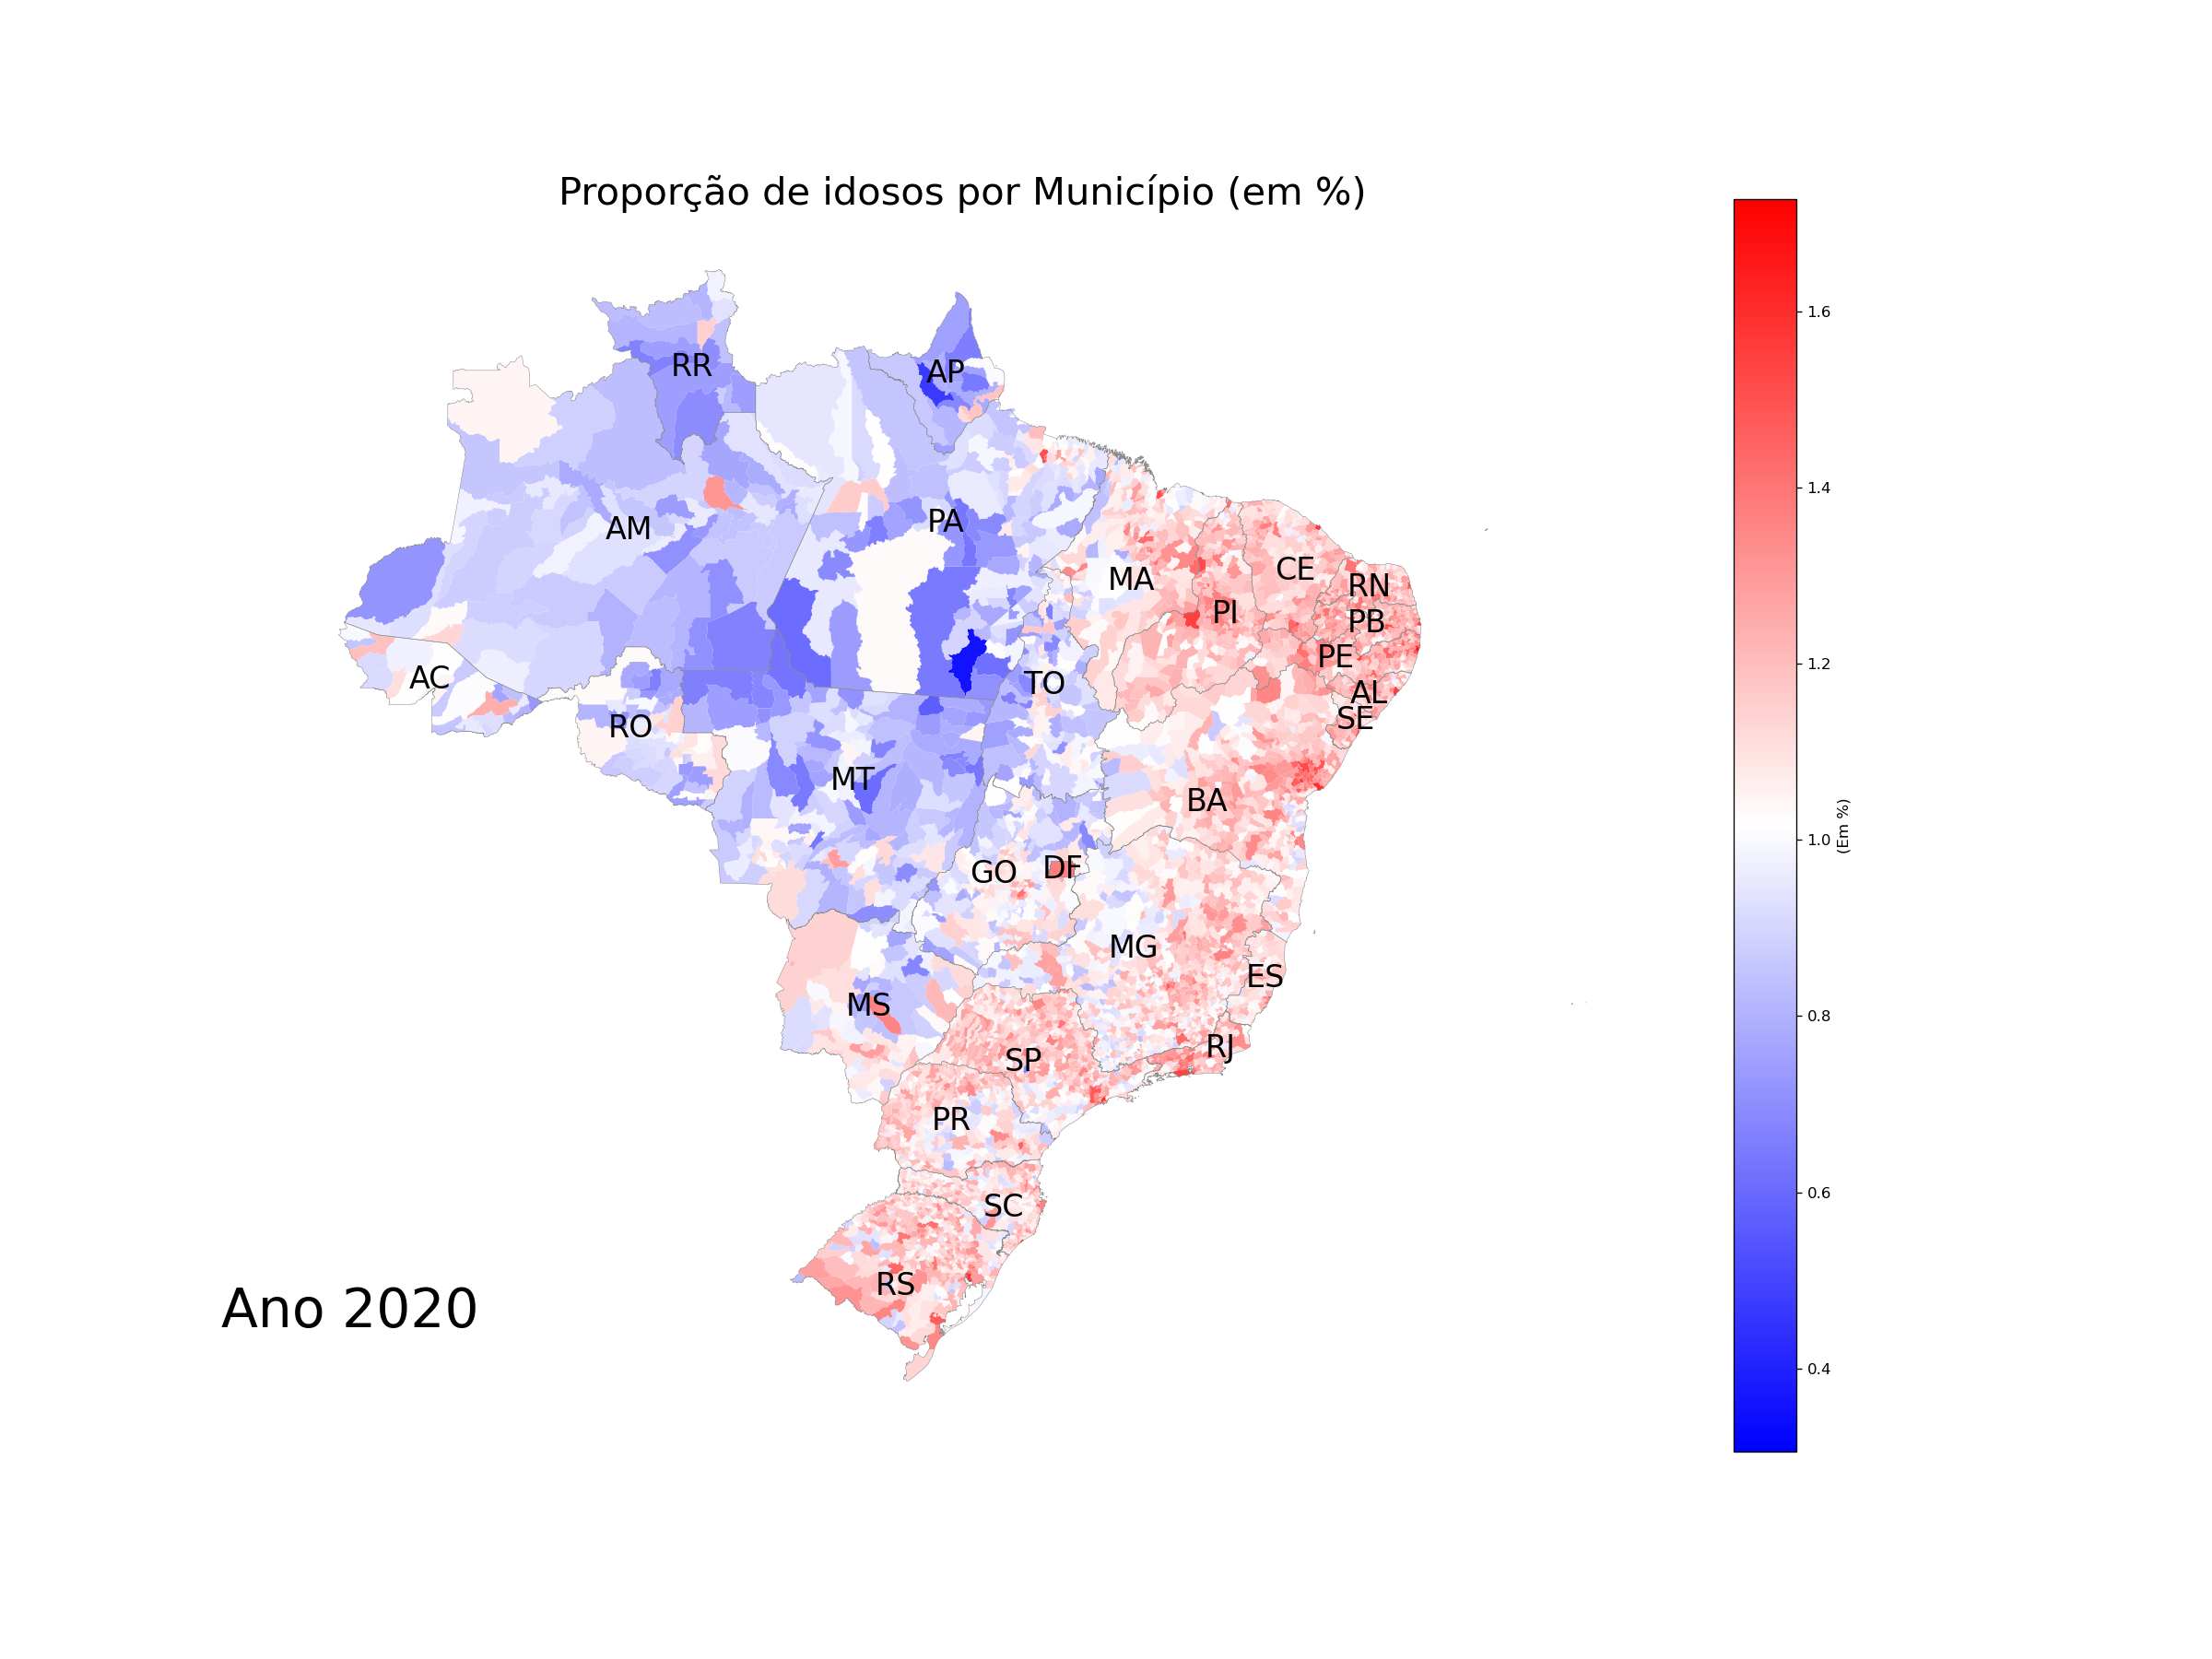 Proporção de idosos por Município (em %)
RR
AP
AM
PA
MA
CE
RN
PI
PB
PE
AC
TO
AL
SE
RO
MT
BA
GO
DF
MG
ES
MS
RJ
SP
PR
SC
RS
Ano 2020
1.6
1.4
1.2
1.0
0.8
0.6
0.4
(Em %)